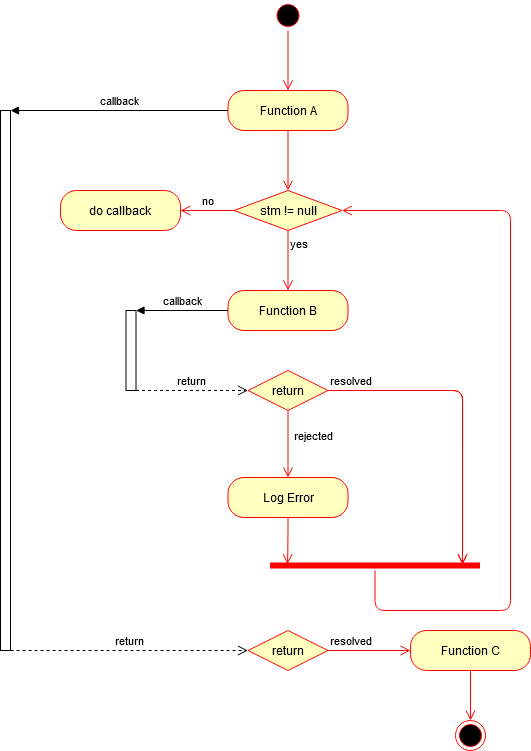 callback
Function A
do callback
no
stm != null
yes
callback
Function B
return
return
resolved
rejected
Log Error
return
return
resolved
Function C